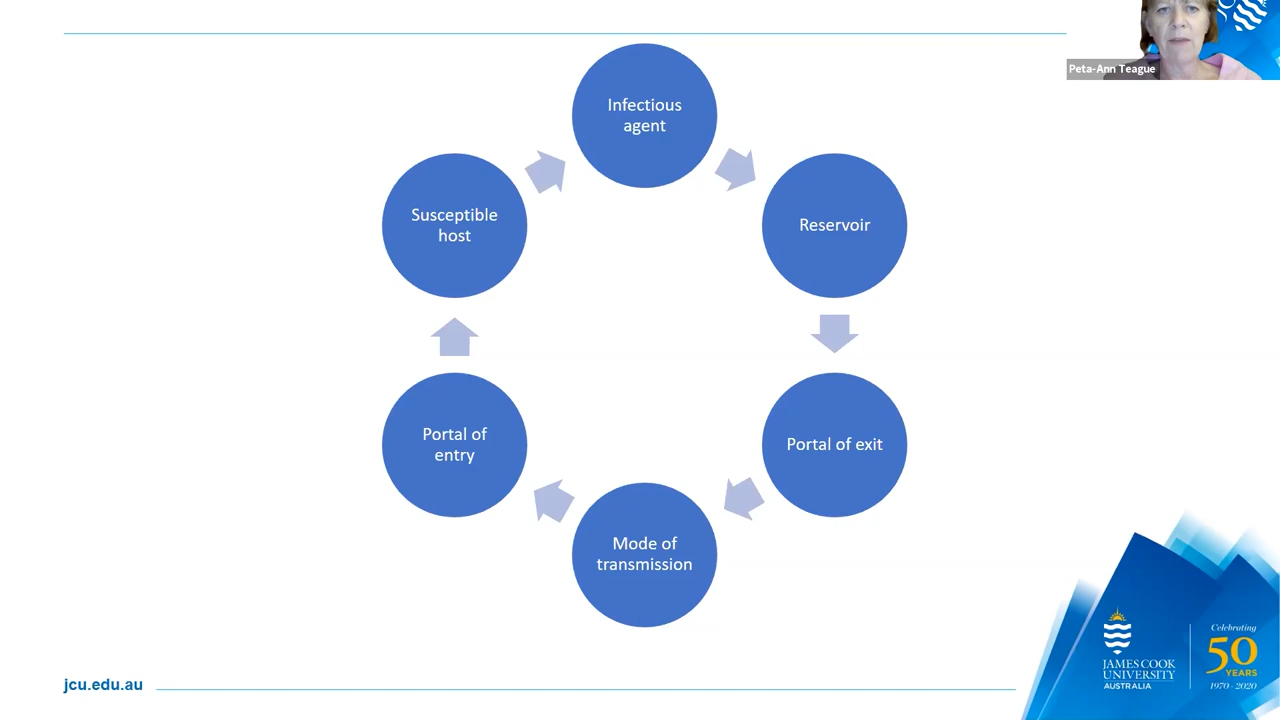 Peta-Ann Teague
Infectious
agent
Reservoir
Portal of exit
Mode of
transmission
Portal of
entry
Susceptible
host
jcu.edu.au
JAMES COOK
UNIVERSITY
AUSTRALIA
Celebrating
50
YEARS
1970 - 2020